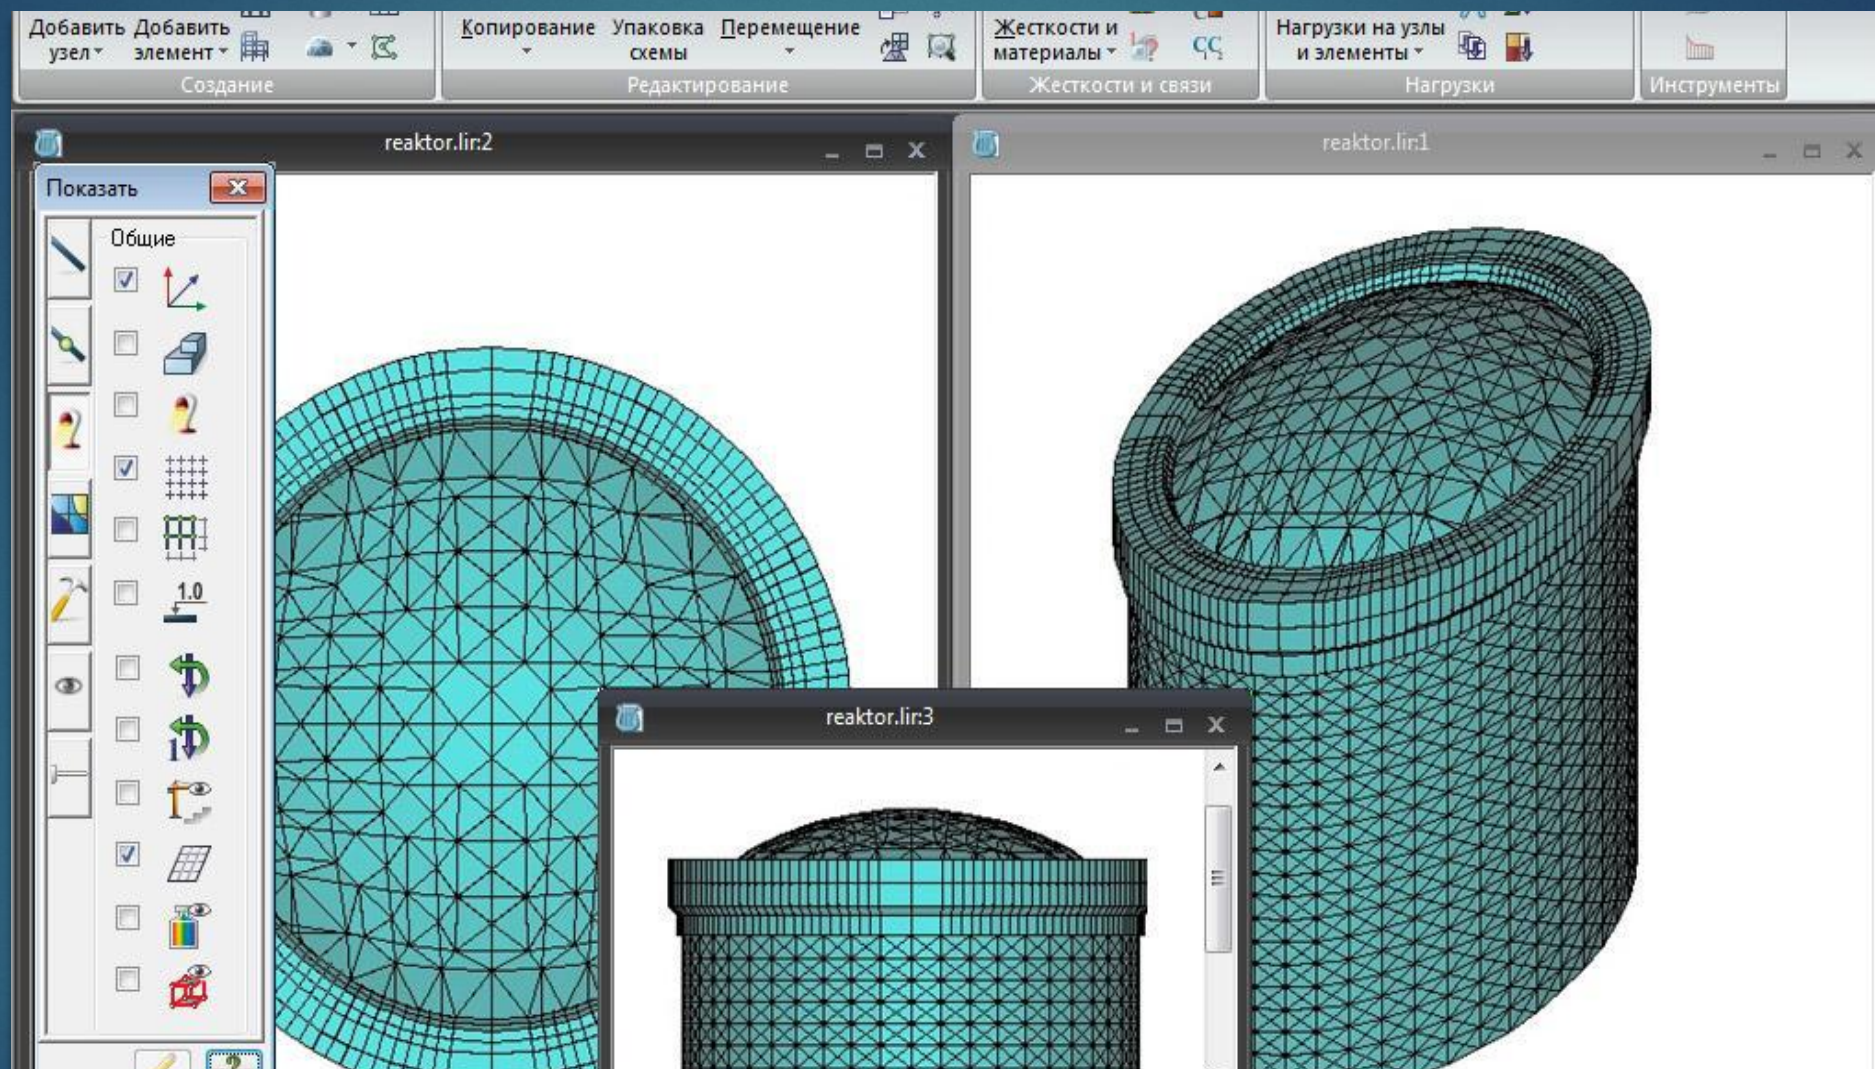 Добавить Добавить
узел элемент
Копирование Упаковка Перемещение
схемы
Жесткости и
материалы
Нагрузки на узлы
и элементы
Создание
Редактирование
Жесткости и связи
Нагрузки
Инструменты
reaktor.lir:2
reaktor.lir:1
Показать
Общие
1.0
1
reaktor.lir:3